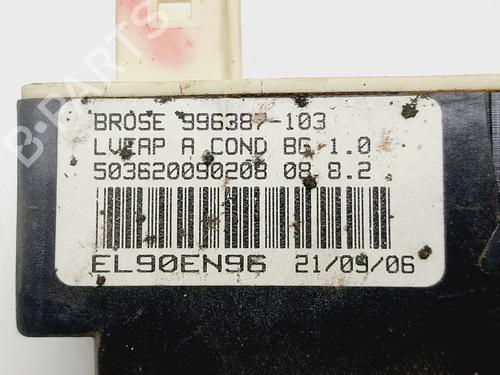 B-PARTS
BROSE 996387-103
LVEAP A COND BG 1.0
503620090208 08 8.2
EL90EN96 21/09/06